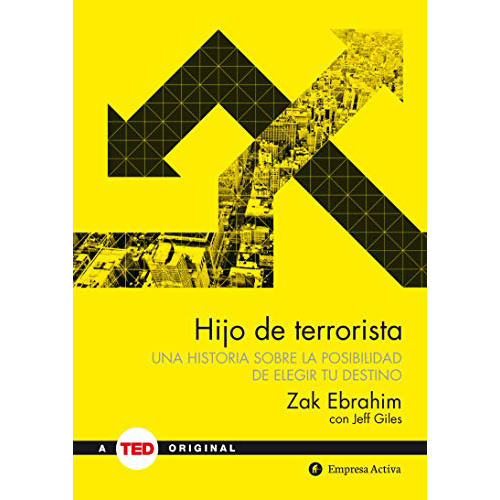 Hijo de terrorista
UNA HISTORIA SOBRE LA POSIBILIDAD
DE ELEGIR TU DESTINO
Zak Ebrahim
con Jeff Giles
A TED ORIGINAL
Empresa Activa